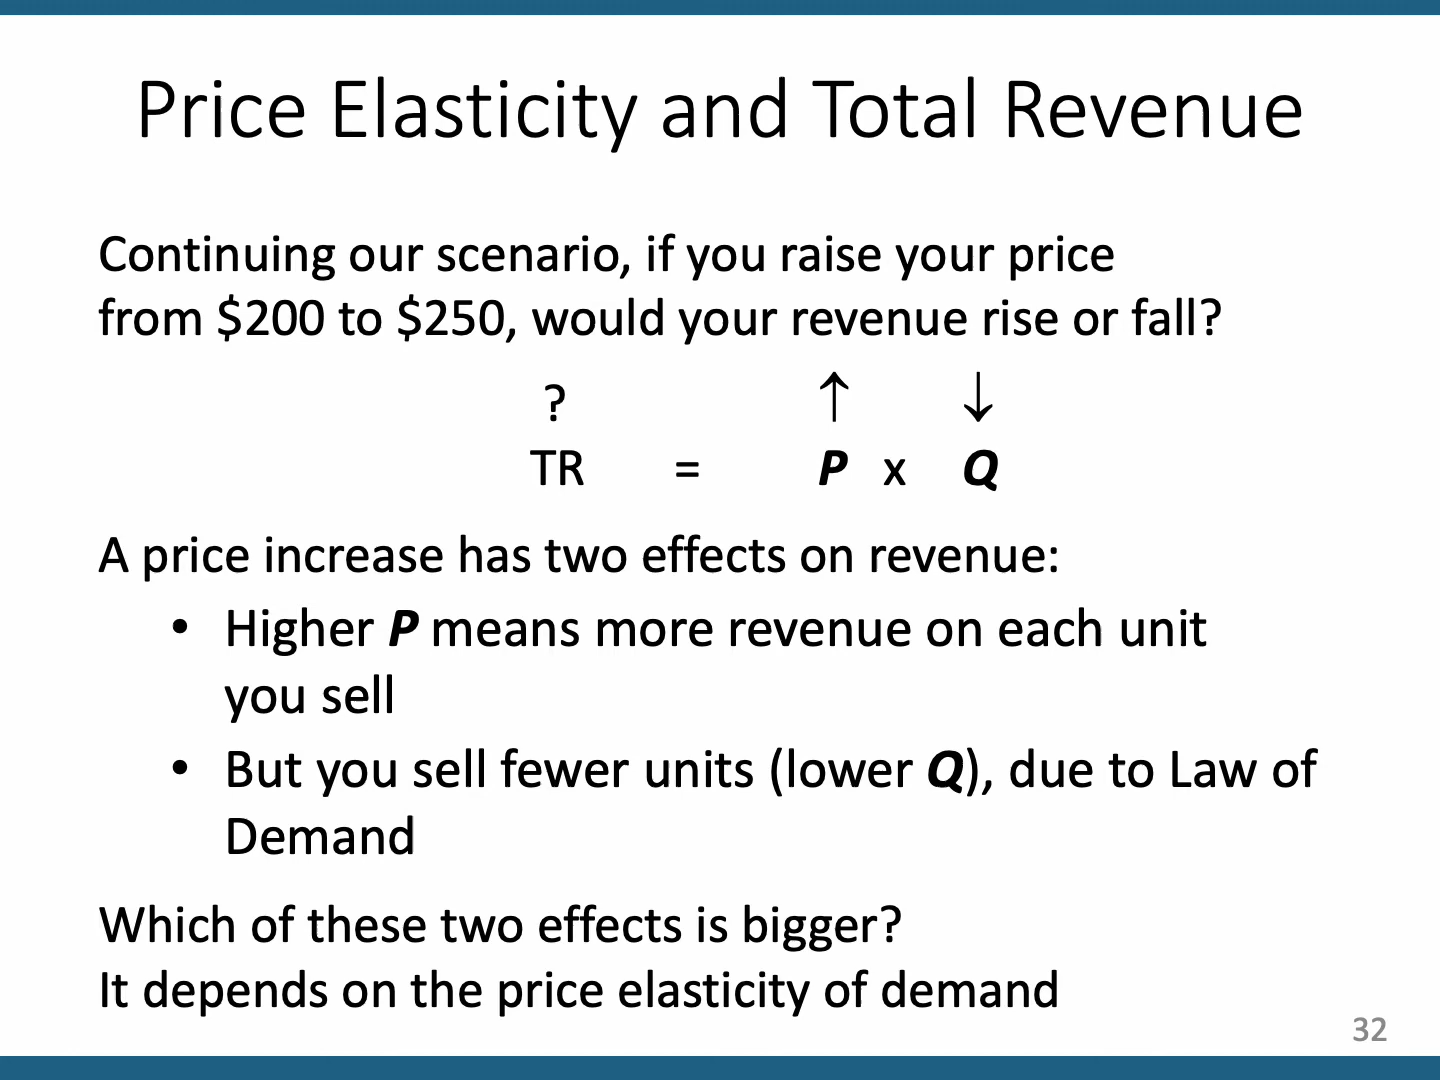 Price Elasticity and Total Revenue
Continuing our scenario, if you raise your price
from $200 to $250, would your revenue rise or fall?
? ↑ ↓
TR = P x Q
A price increase has two effects on revenue:
• Higher P means more revenue on each unit
you sell
• But you sell fewer units (lower Q), due to Law of
Demand
Which of these two effects is bigger?
It depends on the price elasticity of demand
32